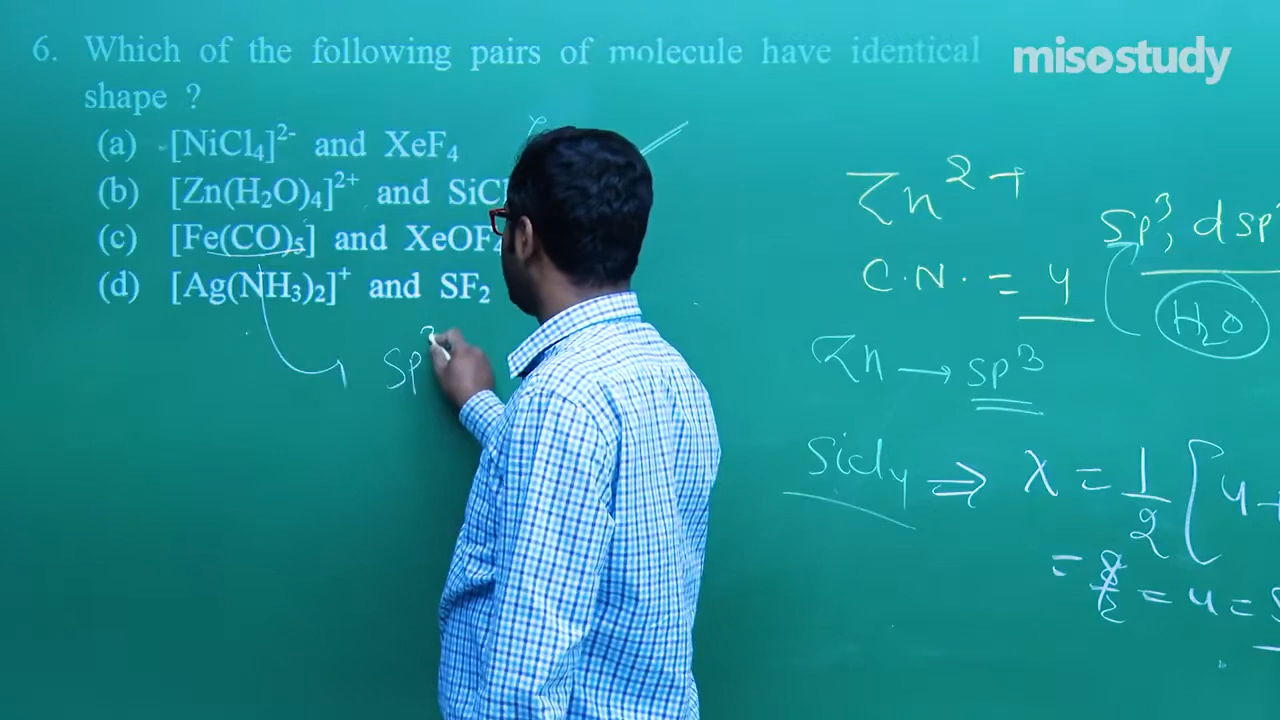 6. Which of the following pairs of molecule have identical
shape ?
(a) [NiCl₄]²⁻ and XeF₄
(b) [Zn(H₂O)₄]²⁺ and
(c) [Fe(CO)₅] and
(d) [Ag(NH₃)₂]⁺ and SF₂
sp
misostudy
Zn²⁺
C.N. = 4
sp³, dsp
H₂O
Zn → sp³
SiCl₄ ⇒ λ = 1/2 [4 +
= 8/2 = 4 =